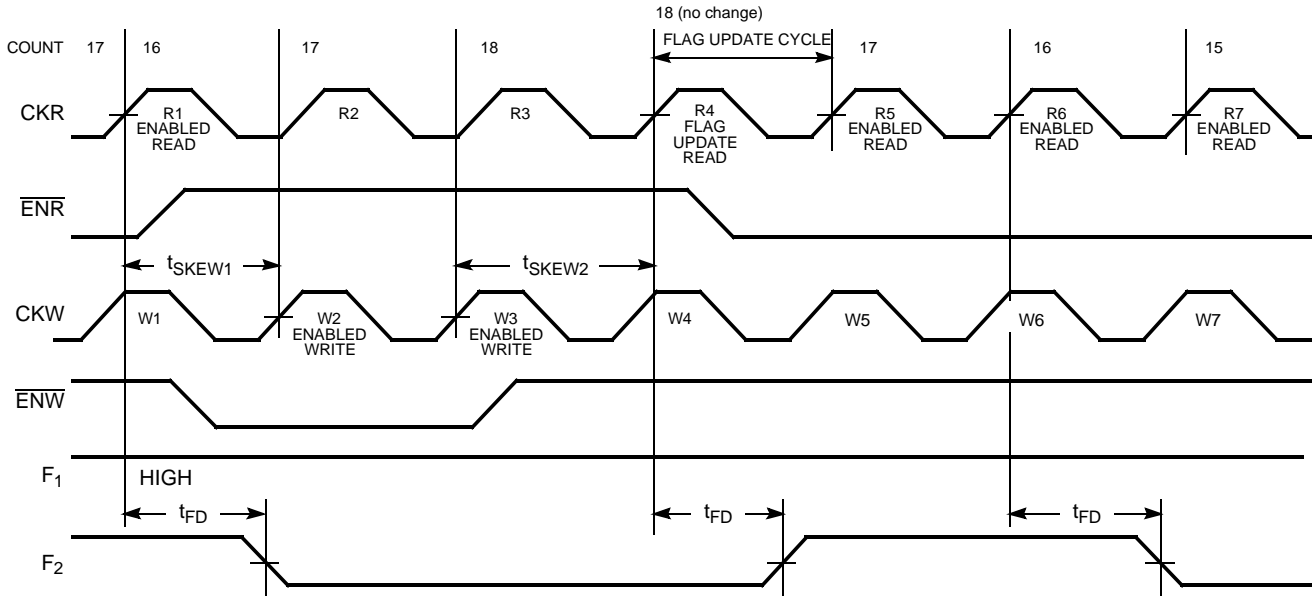 18 (no change)
COUNT 17 16 17 18 FLAG UPDATE CYCLE 17 16 15
CKR
R1
ENABLED
READ
R2
R3
R4
FLAG
UPDATE
READ
R5
ENABLED
READ
R6
ENABLED
READ
R7
ENABLED
READ
ENR
tSKEW1 tSKEW2
CKW
W1
W2
ENABLED
WRITE
W3
ENABLED
WRITE
W4
W5
W6
W7
ENW
F1 HIGH
tFD tFD tFD
F2